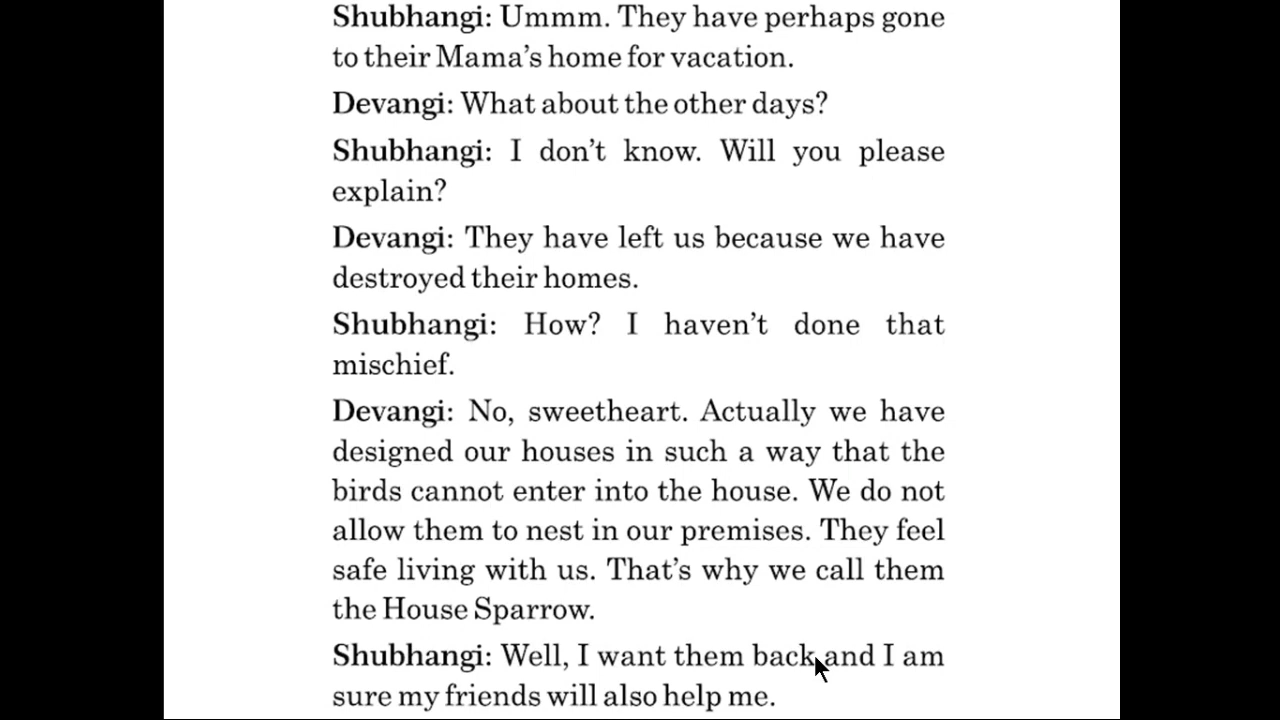 Shubhangi: Ummm. They have perhaps gone
to their Mama's home for vacation.
Devangi: What about the other days?
Shubhangi: I don't know. Will you please
explain?
Devangi: They have left us because we have
destroyed their homes.
Shubhangi: How? I haven't done that
mischief.
Devangi: No, sweetheart. Actually we have
designed our houses in such a way that the
birds cannot enter into the house. We do not
allow them to nest in our premises. They feel
safe living with us. That's why we call them
the House Sparrow.
Shubhangi: Well, I want them back and I am
sure my friends will also help me.